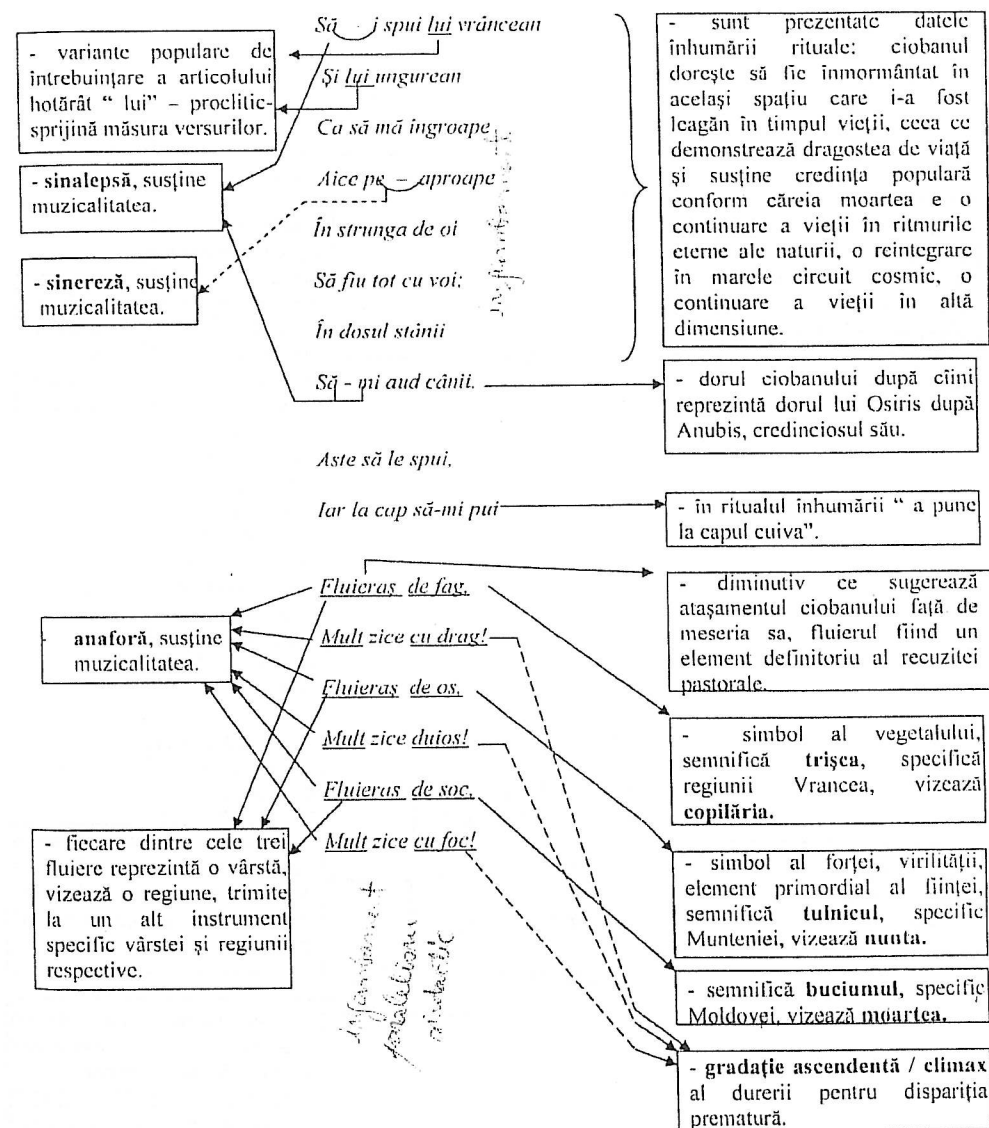 - variante populare de
întrebuințare a articolului
hotărât “ lui” – proclitic-
sprijină măsura versurilor.
- sinalepsă, susține
muzicalitatea.
- sinereză, susține
muzicalitatea.
Să - i spui lui vrâncean
Și lui ungurean
Ca să mă îngroape
Aice pe – aproape
În strunga de oi
Să fiu tot cu voi;
În dosul stânii
Să - mi aud cânii.
Aste să le spui,
Iar la cap să-mi pui
Fluieraș de fag,
Mult zice cu drag!
Fluieraș de os,
Mult zice duios!
Fluieraș de soc,
Mult zice cu foc!
- anaforă, susține
muzicalitatea.
- fiecare dintre cele trei
fluiere reprezintă o vârstă,
vizează o regiune, trimite
la un alt instrument
specific vârstei și regiunii
respective.
- sunt prezentate datele
înhumării rituale: ciobanul
dorește să fie înmormântat în
același spațiu care i-a fost
leagăn în timpul vieții, ceea ce
demonstrează dragostea de viață
și susține credința populară
conform căreia moartea e o
continuare a vieții în ritmurile
eterne ale naturii, o reintegrare
în marele circuit cosmic, o
continuare a vieții în altă
dimensiune.
- dorul ciobanului după cîini
reprezintă dorul lui Osiris după
Anubis, credinciosul său.
- în ritualul înhumării “ a pune
la capul cuiva”.
- diminutiv ce sugerează
atașamentul ciobanului față de
meseria sa, fluierul fiind un
element definitoriu al recuzitei
pastorale.
- simbol al vegetalului,
semnifică trișca, specifică
regiunii Vrancea, vizează
copilăria.
- simbol al forței, virilității,
element primordial al ființei,
semnifică tulnicul, specific
Munteniei, vizează nunta.
- semnifică buciumul, specific
Moldovei, vizează moartea.
- gradație ascendentă / climax
al durerii pentru dispariția
prematură.
paralelism
sintactic